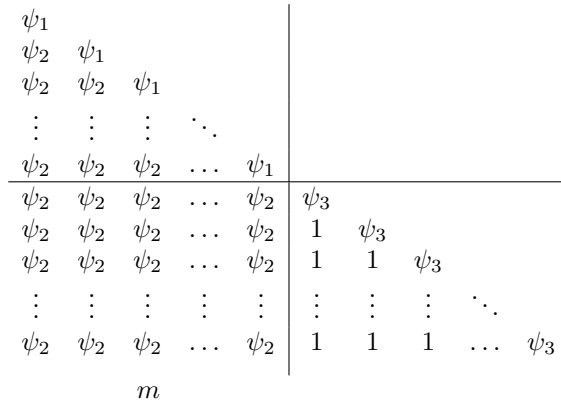 ψ₁
ψ₂ ψ₁
ψ₂ ψ₂ ψ₁
⋮ ⋮ ⋮ ⋱
ψ₂ ψ₂ ψ₂ … ψ₁
ψ₂ ψ₂ ψ₂ … ψ₂ ψ₃
ψ₂ ψ₂ ψ₂ … ψ₂ 1 ψ₃
ψ₂ ψ₂ ψ₂ … ψ₂ 1 1 ψ₃
⋮ ⋮ ⋮ ⋮ ⋮ ⋮ ⋮ ⋮ ⋱
ψ₂ ψ₂ ψ₂ … ψ₂ 1 1 1 … ψ₃
m